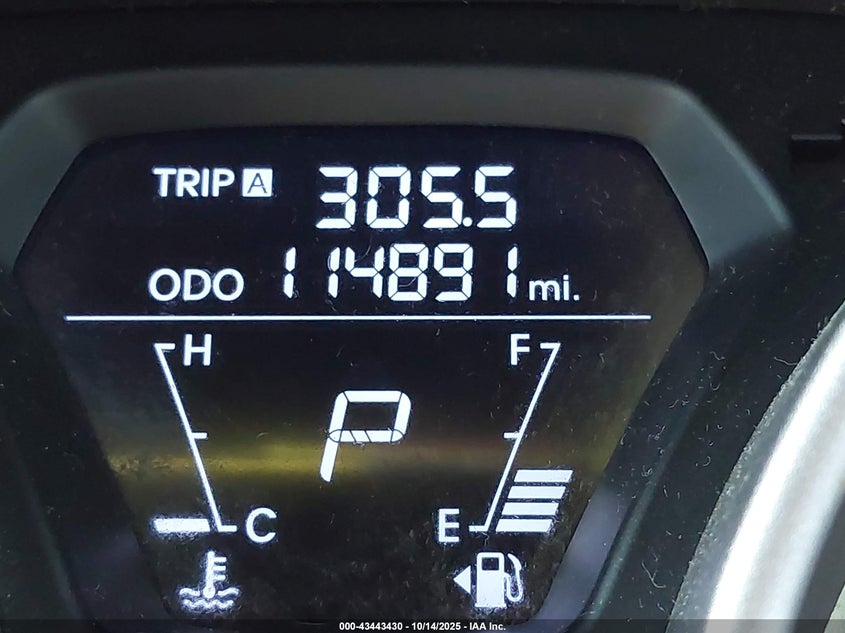 TRIP A 305.5
ODO 114891 mi.
H F
P
C E
000-43443430 - 10/14/2025 - IAA Inc.